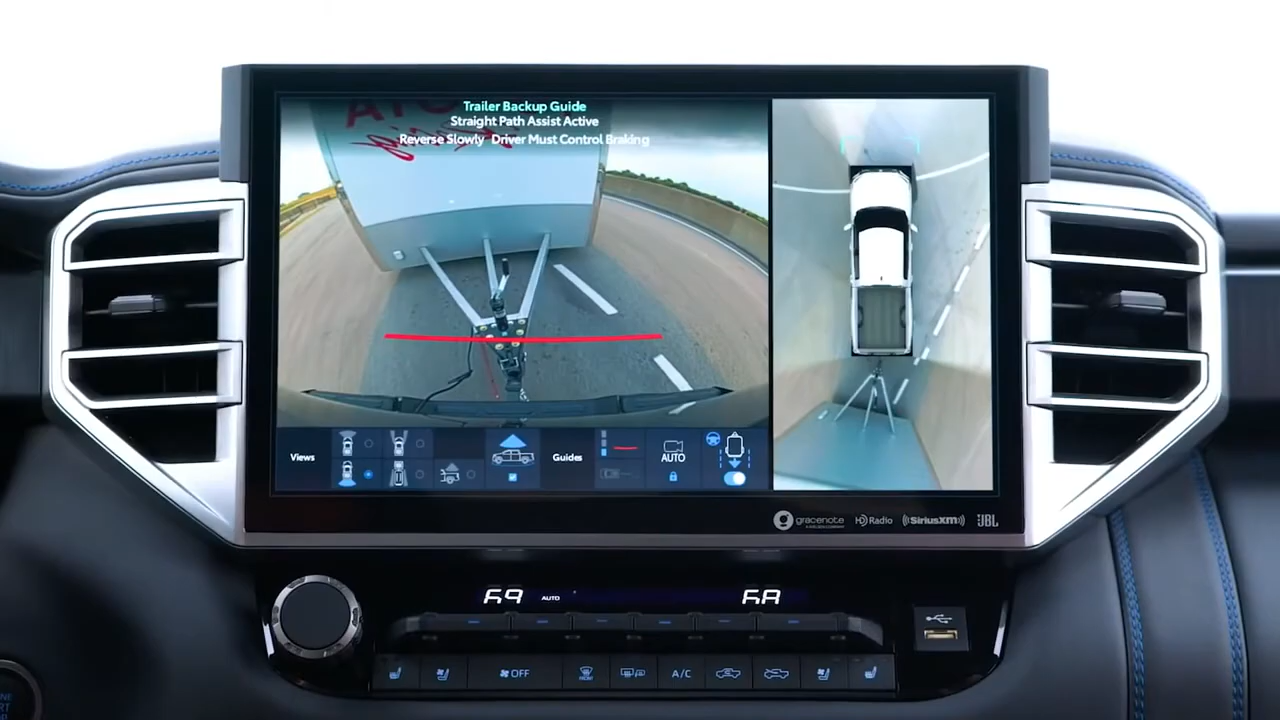 Trailer Backup Guide
Straight Path Assist Active
Reverse Slowly Driver Must Control Braking
Views
Guides
AUTO
gracenote
HD Radio
SiriusXM
JBL
69
AUTO
68
OFF
FRONT
A/C